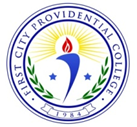 FIRST CITY PROVIDENTIAL COLLEGE
1984